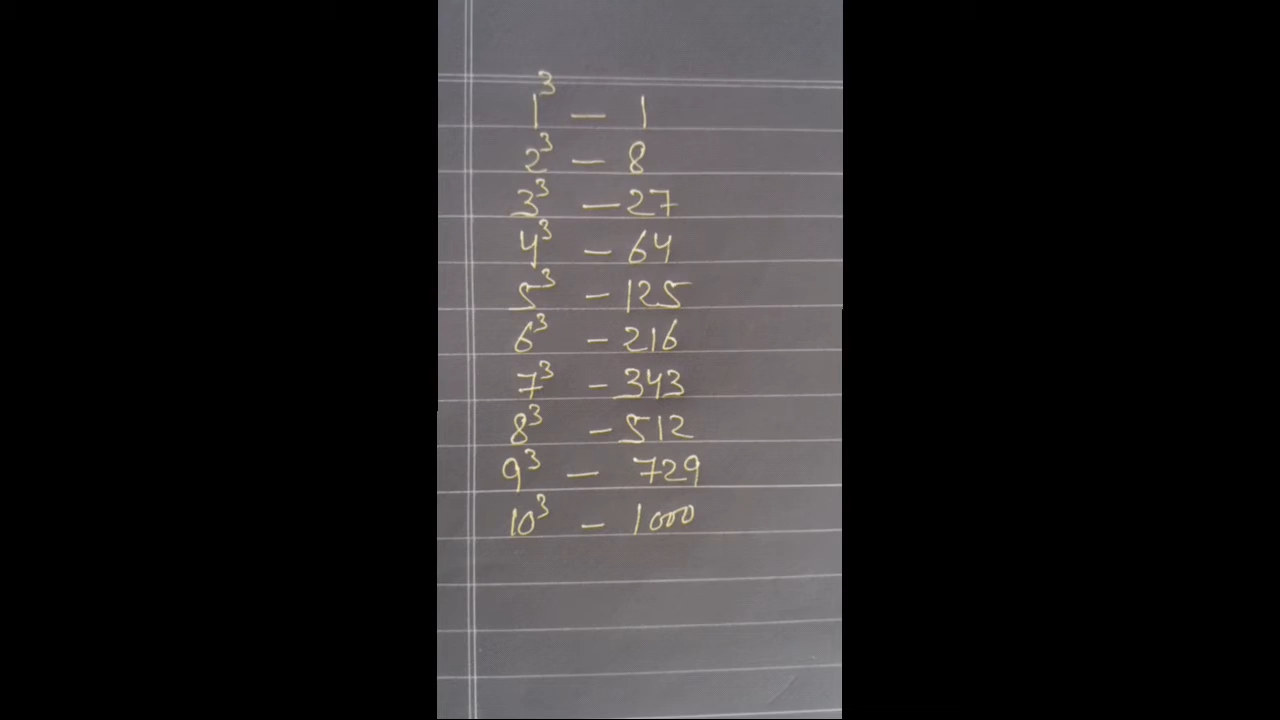 1³ — 1
2³ — 8
3³ — 27
4³ — 64
5³ — 125
6³ — 216
7³ — 343
8³ — 512
9³ — 729
10³ — 1000